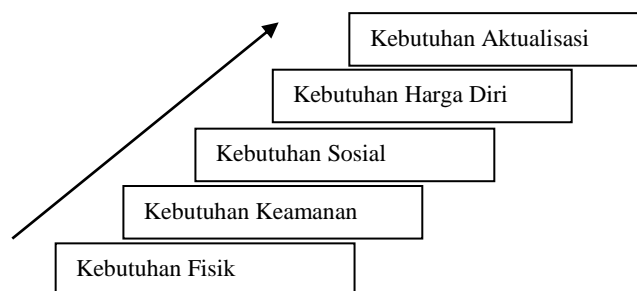 Kebutuhan Aktualisasi
Kebutuhan Harga Diri
Kebutuhan Sosial
Kebutuhan Keamanan
Kebutuhan Fisik